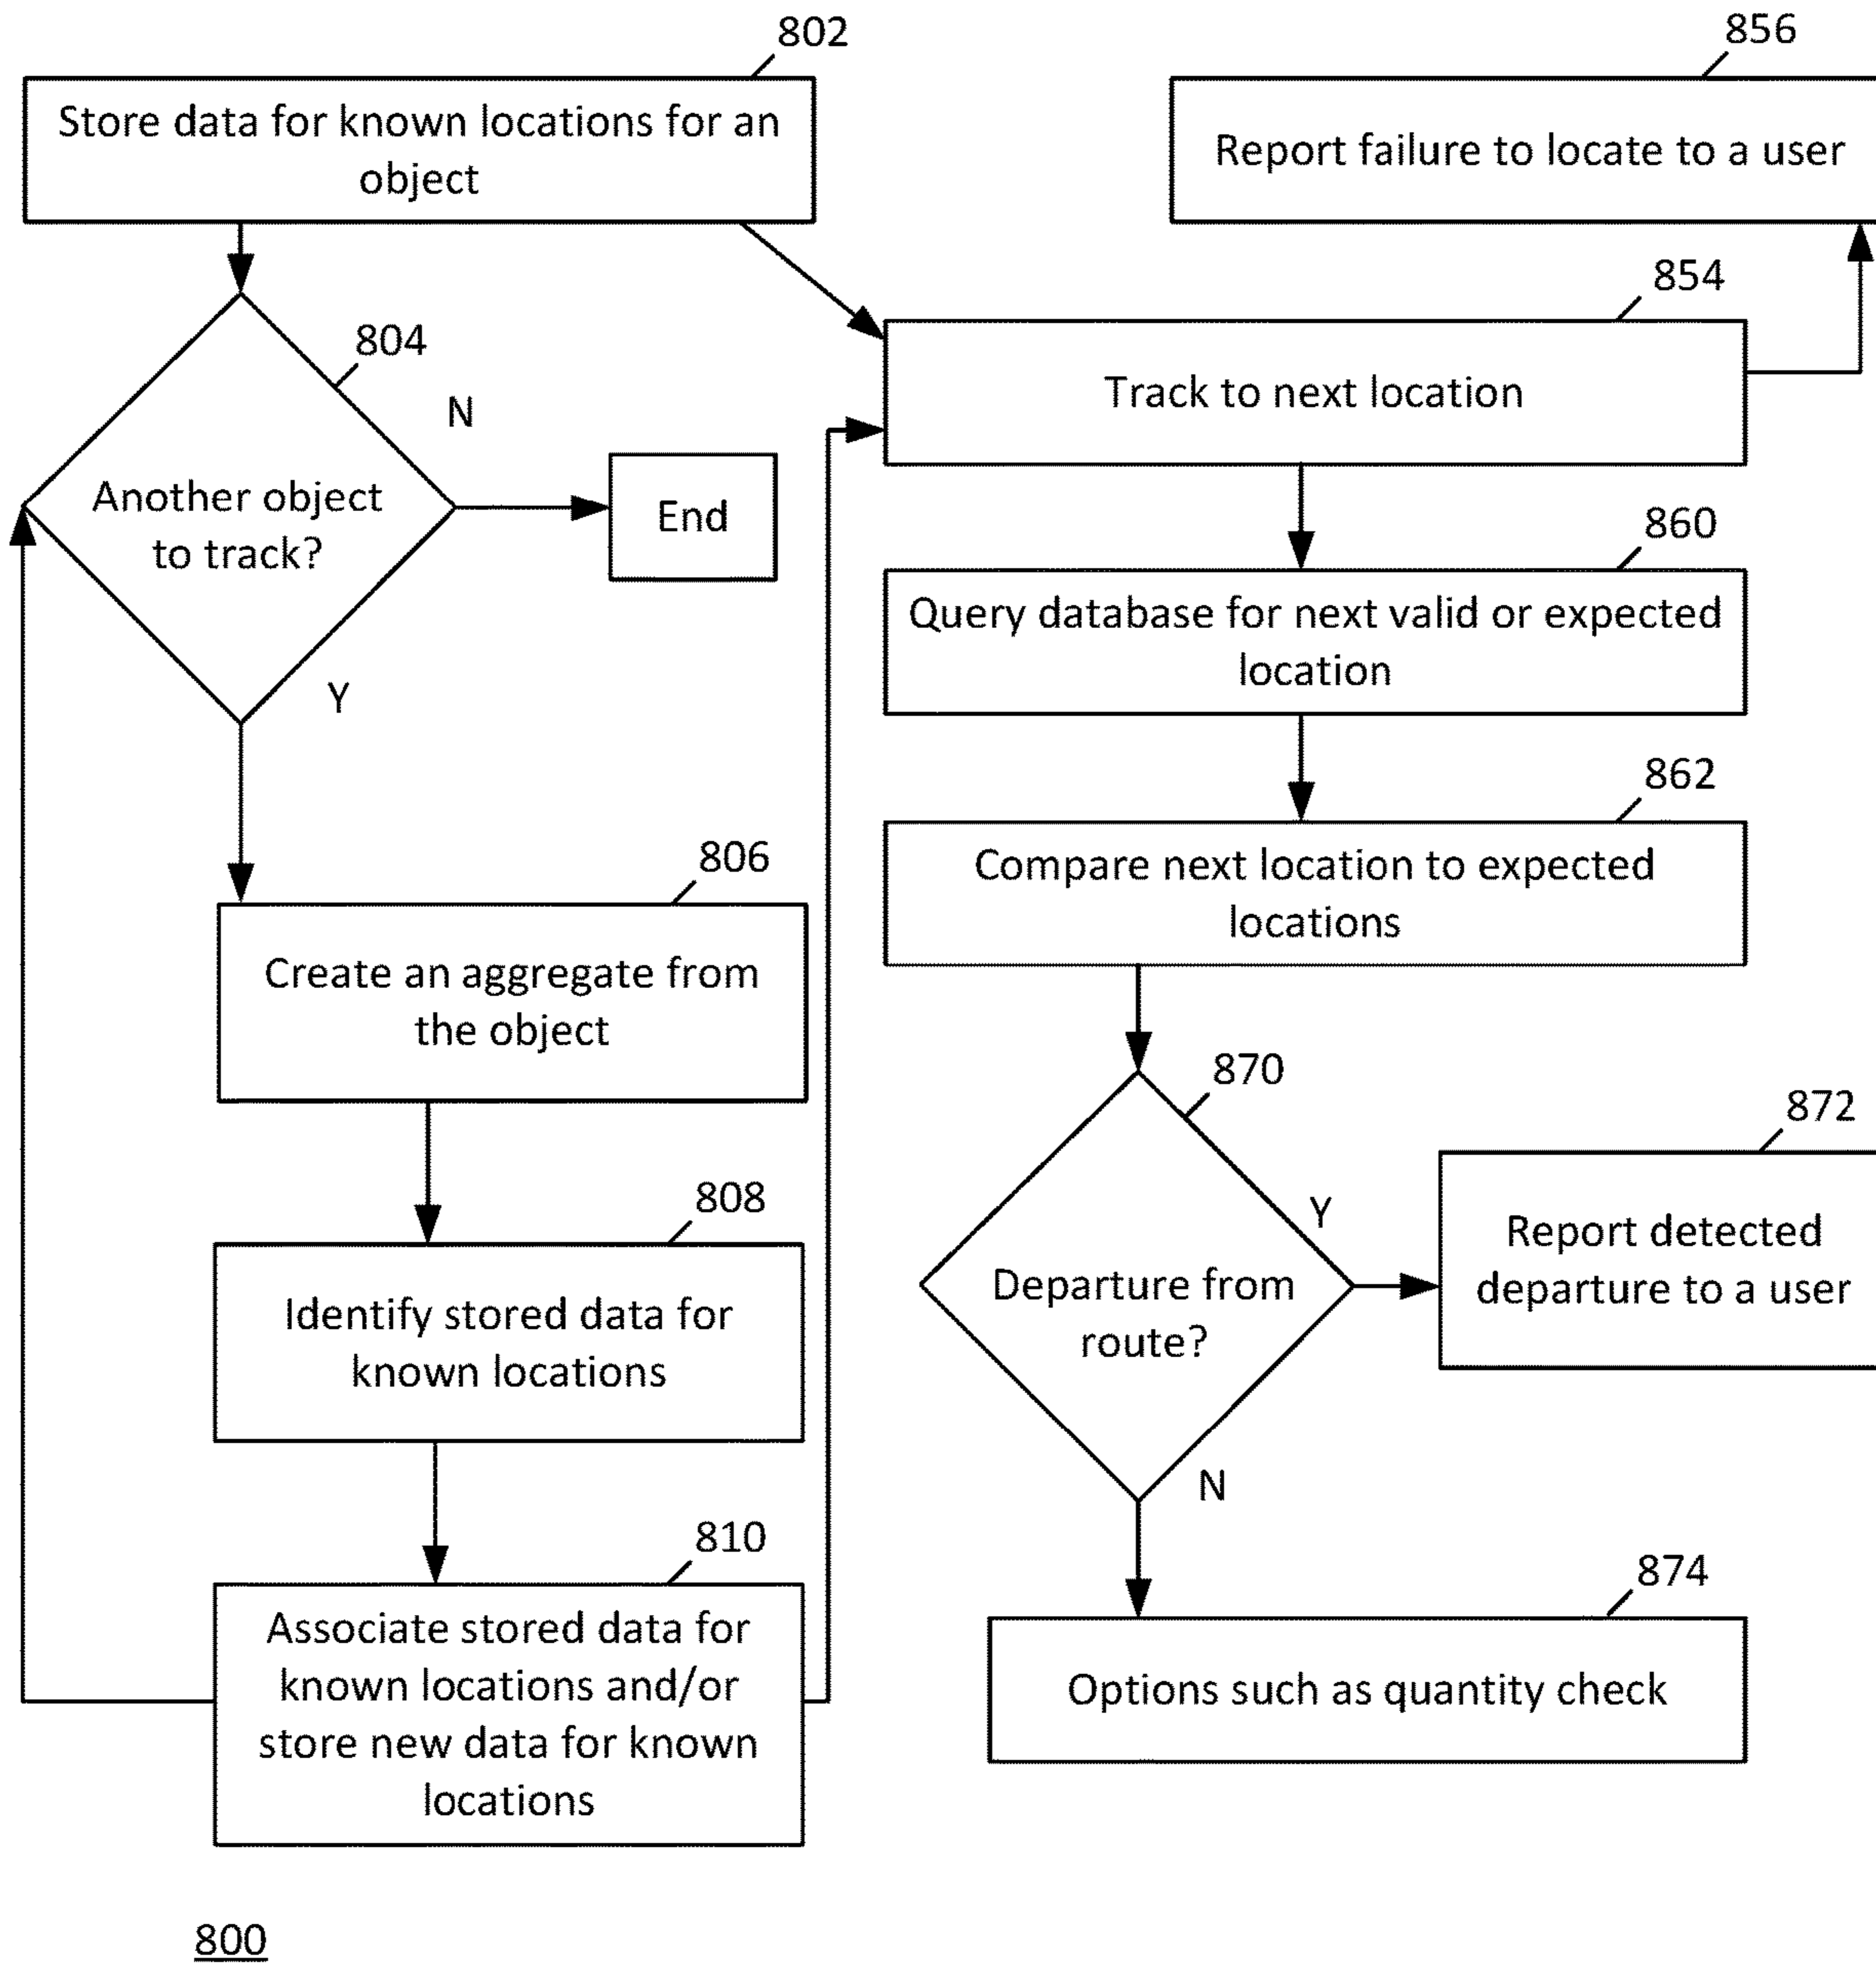 802
Store data for known locations for an
object
804
N
Another object
to track?
End
Y
806
Create an aggregate from
the object
808
Identify stored data for
known locations
810
Associate stored data for
known locations and/or
store new data for known
locations
856
Report failure to locate to a user
854
Track to next location
860
Query database for next valid or expected
location
862
Compare next location to expected
locations
870
Departure from
route?
Y
872
Report detected
departure to a user
N
874
Options such as quantity check
800